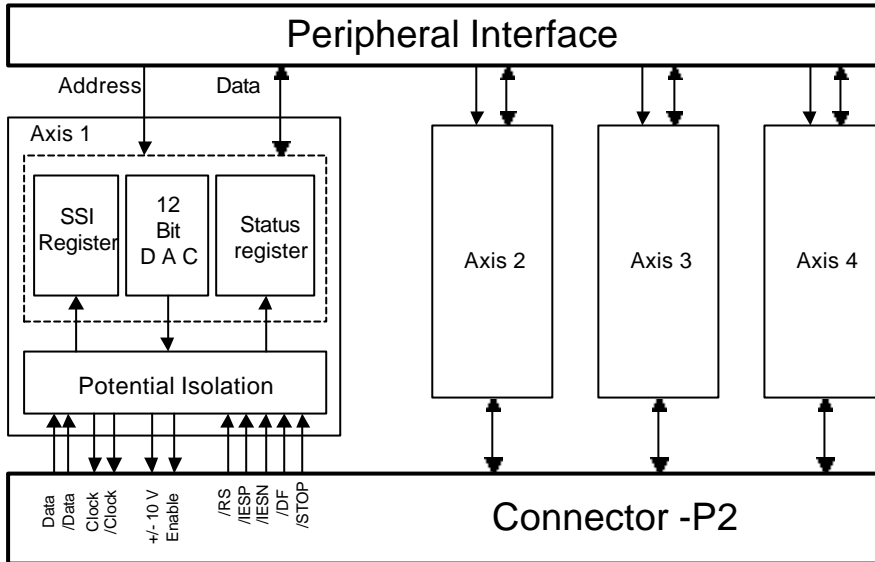 Peripheral Interface
Address
Data
Axis 1
SSI
Register
12
Bit
D A C
Status
register
Axis 2
Axis 3
Axis 4
Potential Isolation
Data
/Data
Clock
/Clock
+/- 10 V
Enable
/RS
/IESP
/IESN
/DF
/STOP
Connector -P2